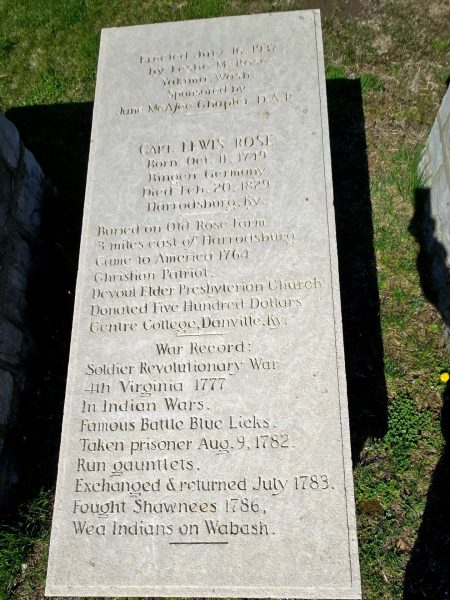 Erected July 16, 1937
by Leslie M. Rose
Yakima, Wash.
Sponsored by
Jane McAfee Chapter D.A.R.
CAPT. LEWIS ROSE
Born Oct. 11, 1749
Bingen Germany
Died Feb. 20, 1829
Harrodsburg, Ky.
Buried on Old Rose Farm
3 miles east of Harrodsburg
Came to America 1764
Christian Patriot.
Devout Elder Presbyterian Church
Donated Five Hundred Dollars
Centre College, Danville, Ky.
War Record:
Soldier Revolutionary War
4th Virginia 1777
In Indian Wars.
Famous Battle Blue Licks.
Taken prisoner Aug. 9, 1782.
Run gauntlets.
Exchanged & returned July 1783.
Fought Shawnees 1786,
Wea Indians on Wabash.